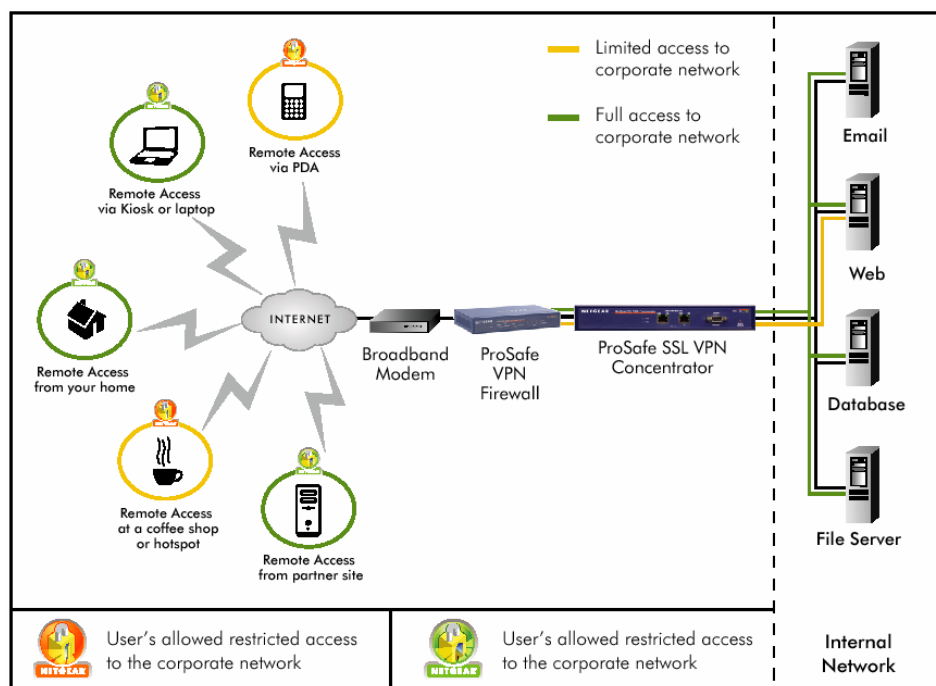 Limited access to
corporate network
Full access to
corporate network
Remote Access
via PDA
Remote Access
via Kiosk or laptop
Remote Access
from your home
Remote Access
at a coffee shop
or hotspot
Remote Access
from partner site
INTERNET
Broadband
Modem
ProSafe
VPN
Firewall
NETGEAR
ProSafe SSL VPN
Concentrator
Email
Web
Database
File Server
Internal
Network
NETGEAR
User's allowed restricted access
to the corporate network
NETGEAR
User's allowed restricted access
to the corporate network